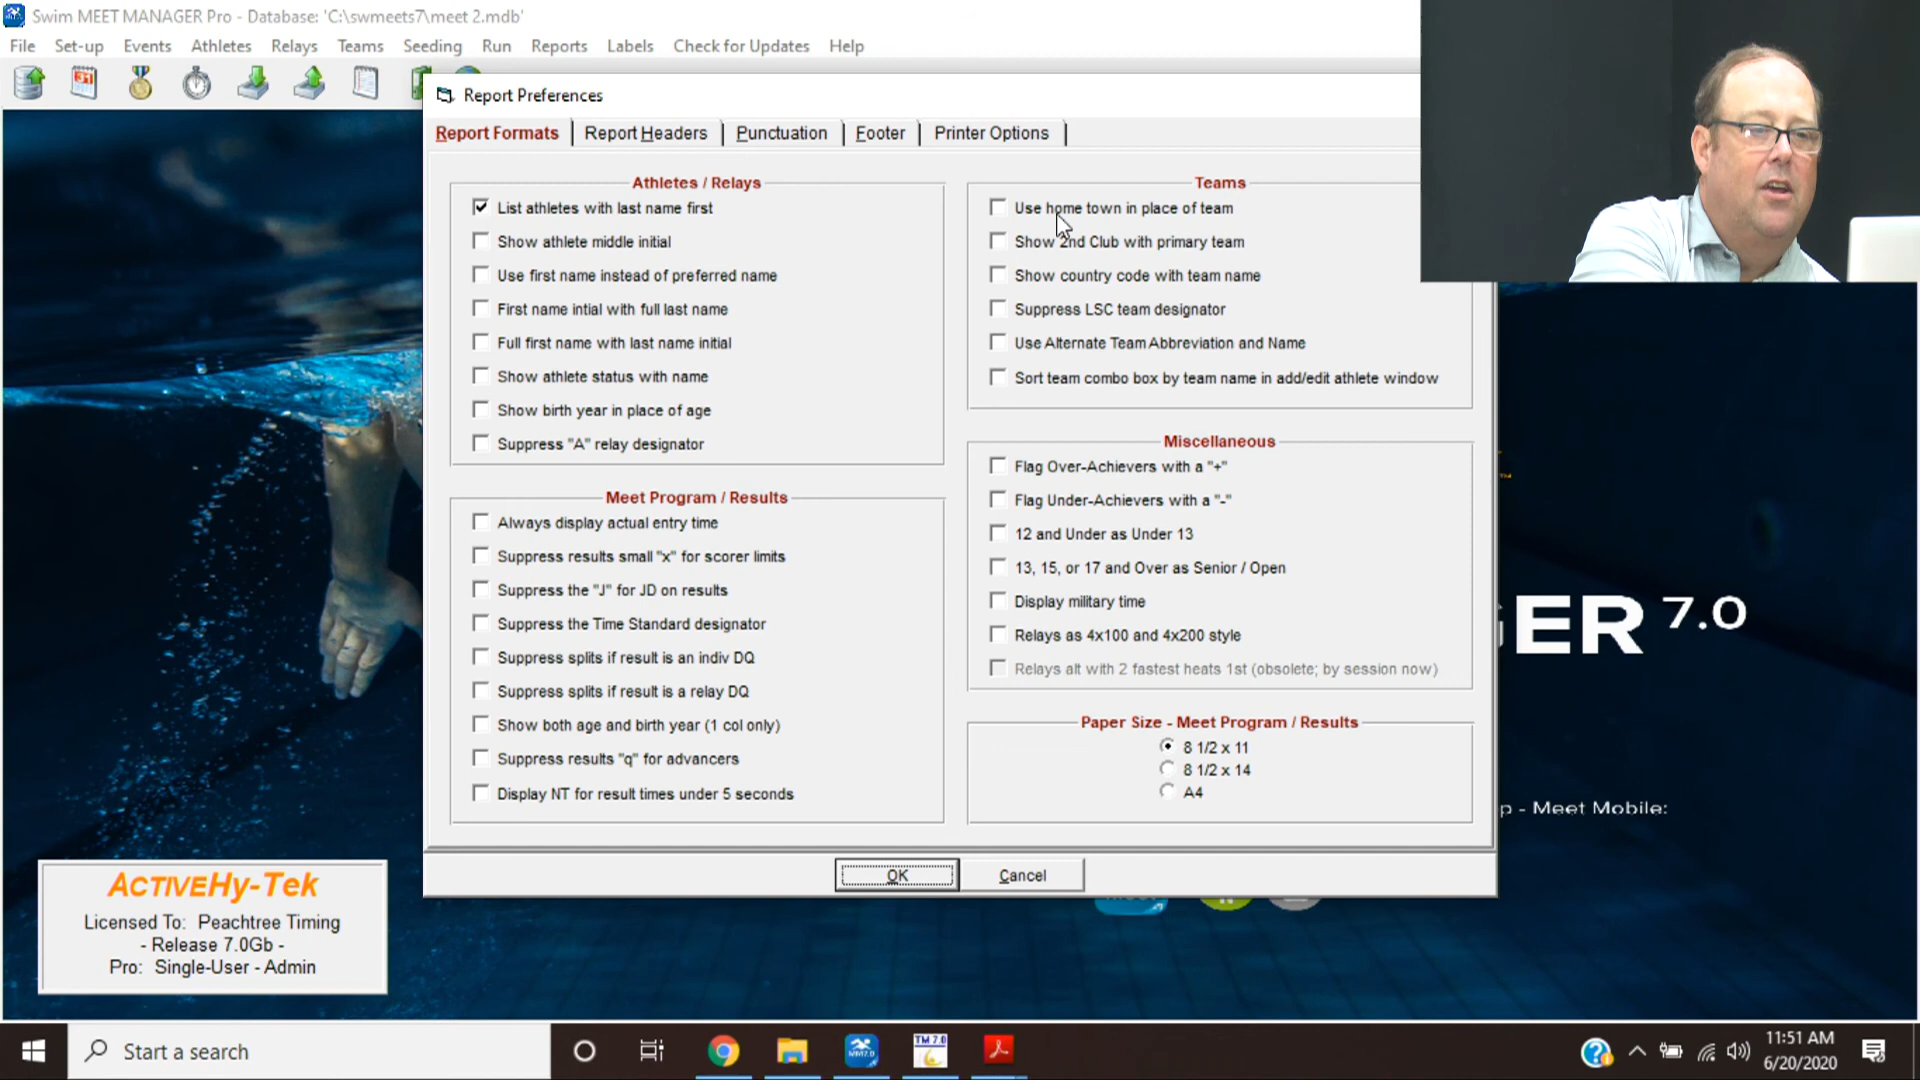 Swim MEET MANAGER Pro - Database: 'C:\swmeets7\meet 2.mdb'
File Set-up Events Athletes Relays Teams Seeding Run Reports Labels Check for Updates Help
31
Report Preferences
Report Formats Report Headers Punctuation Footer Printer Options
Athletes / Relays
List athletes with last name first
Show athlete middle initial
Use first name instead of preferred name
First name intial with full last name
Full first name with last name initial
Show athlete status with name
Show birth year in place of age
Suppress "A" relay designator
Meet Program / Results
Always display actual entry time
Suppress results small "x" for scorer limits
Suppress the "J" for JD on results
Suppress the Time Standard designator
Suppress splits if result is an indiv DQ
Suppress splits if result is a relay DQ
Show both age and birth year (1 col only)
Suppress results "q" for advancers
Display NT for result times under 5 seconds
Teams
Use home town in place of team
Show 2nd Club with primary team
Show country code with team name
Suppress LSC team designator
Use Alternate Team Abbreviation and Name
Sort team combo box by team name in add/edit athlete window
Miscellaneous
Flag Over-Achievers with a "+"
Flag Under-Achievers with a "-"
12 and Under as Under 13
13, 15, or 17 and Over as Senior / Open
Display military time
Relays as 4x100 and 4x200 style
Relays alt with 2 fastest heats 1st (obsolete; by session now)
Paper Size - Meet Program / Results
8 1/2 x 11
8 1/2 x 14
A4
OK Cancel
GER 7.0
p - Meet Mobile:
ACTIVEHy-Tek
Licensed To: Peachtree Timing
- Release 7.0Gb -
Pro: Single-User - Admin
Start a search
MM7.0
TM 7.0
11:51 AM
6/20/2020